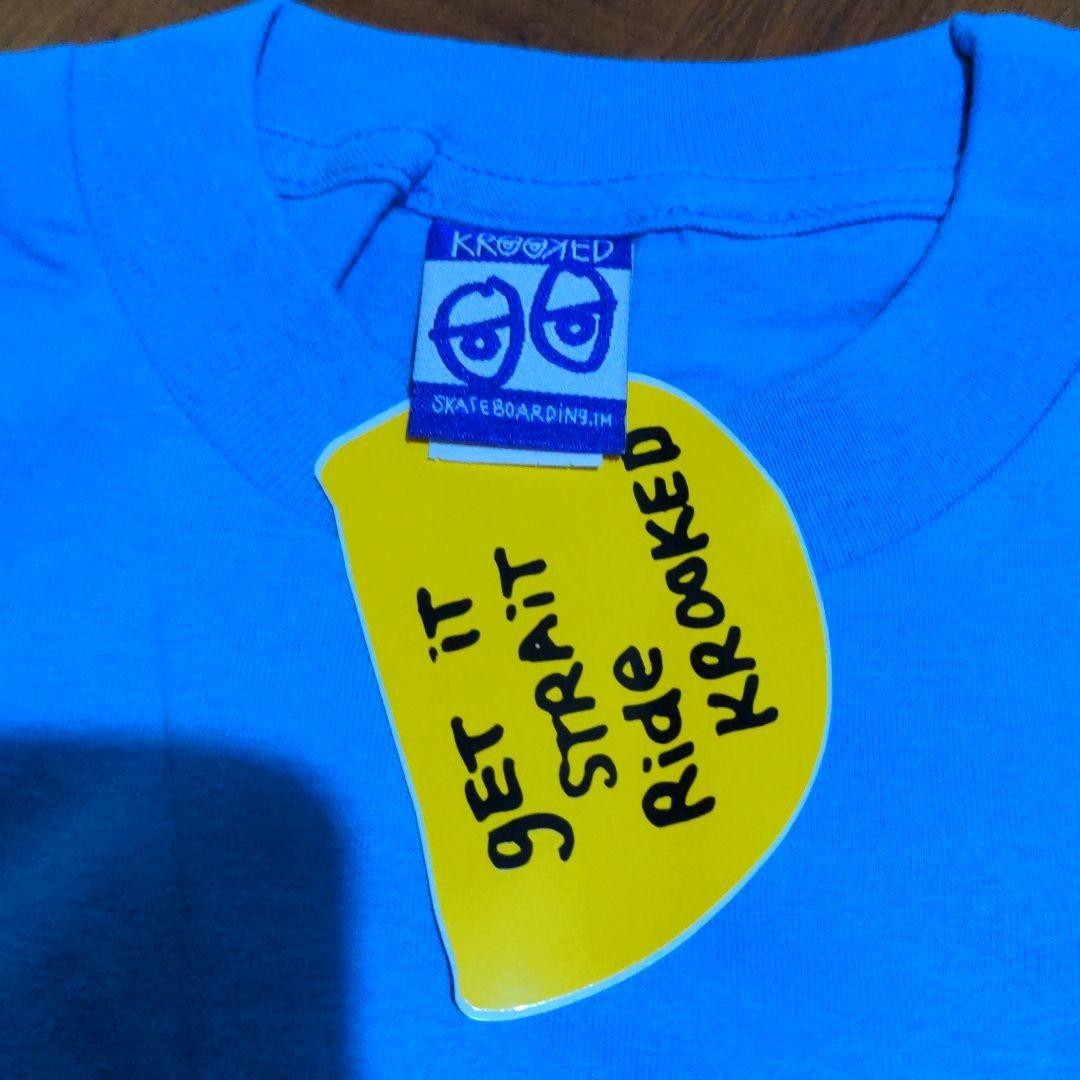 KROOKED
SKATEBOARDiNg.TM
gET iT
STRAiT
Ride
KROOKED